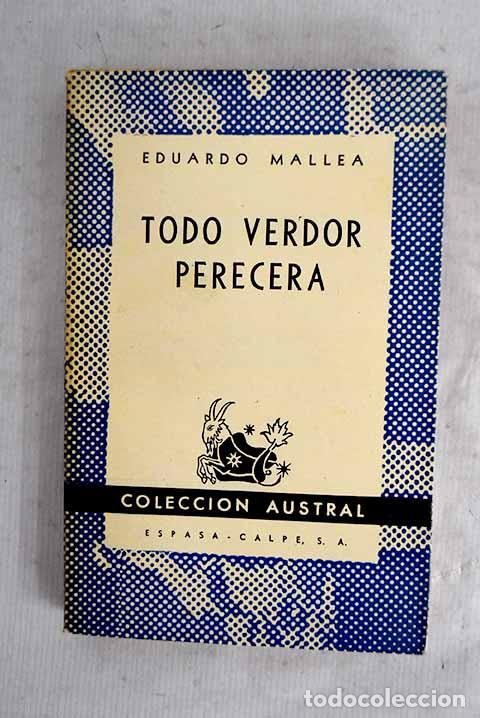 EDUARDO MALLEA
TODO VERDOR
PERECERA
COLECCION AUSTRAL
ESPASA - CALPE, S. A.
todocoleccion